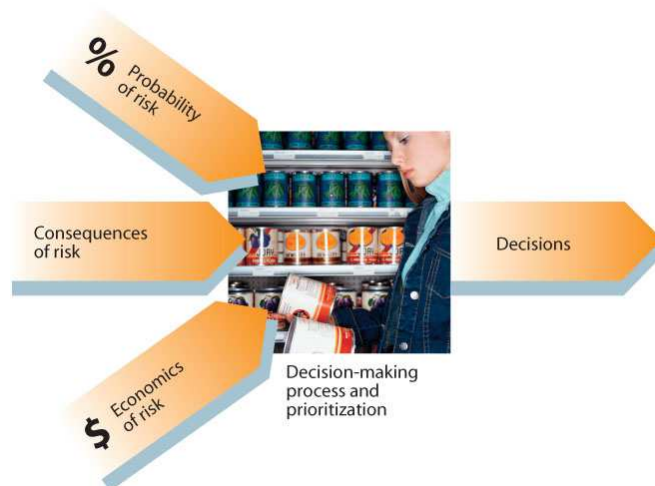 % Probability
of risk
Consequences
of risk
Decisions
$ Economics
of risk
Decision-making
process and
prioritization